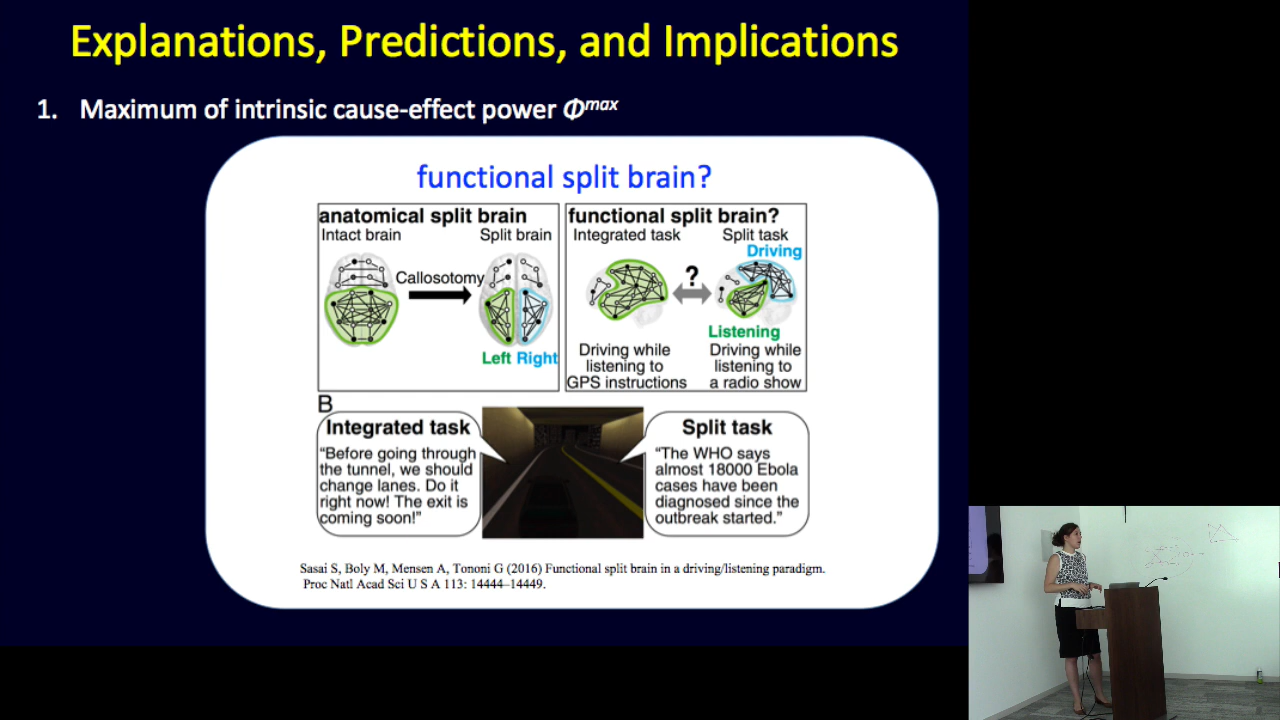 Explanations, Predictions, and Implications
1. Maximum of intrinsic cause-effect power Φmax
functional split brain?
anatomical split brain
Intact brain
Split brain
Callosotomy
Left Right
functional split brain?
Integrated task
Split task
Driving
?
Listening
Driving while
listening to
GPS instructions
Driving while
listening to
a radio show
B
Integrated task
“Before going through
the tunnel, we should
change lanes. Do it
right now! The exit is
coming soon!”
Split task
“The WHO says
almost 18000 Ebola
cases have been
diagnosed since the
outbreak started.”
Sasai S, Boly M, Mensen A, Tononi G (2016) Functional split brain in a driving/listening paradigm.
Proc Natl Acad Sci U S A 113: 14444–14449.